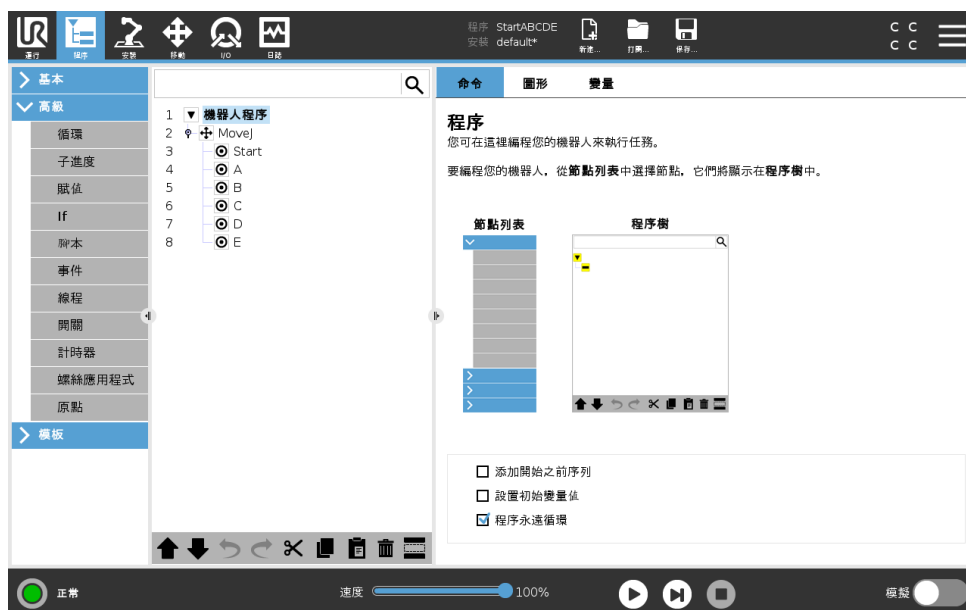 程序 StartABCDE
安裝 default*
運行
程序
安裝
移動
I/O
日誌
新建...
打開...
保存...
C C
C C
基本
高級
循環
子進度
賦值
If
腳本
事件
線程
開關
計時器
螺絲應用程式
原點
模板
1 機器人程序
2 MoveJ
3 Start
4 A
5 B
6 C
7 D
8 E
命令 圖形 變量
程序
您可在這裡編程您的機器人來執行任務。
要編程您的機器人，從節點列表中選擇節點，它們將顯示在程序樹中。
節點列表 程序樹
添加開始之前序列
設置初始變量值
程序永遠循環
正常
速度 100%
模擬